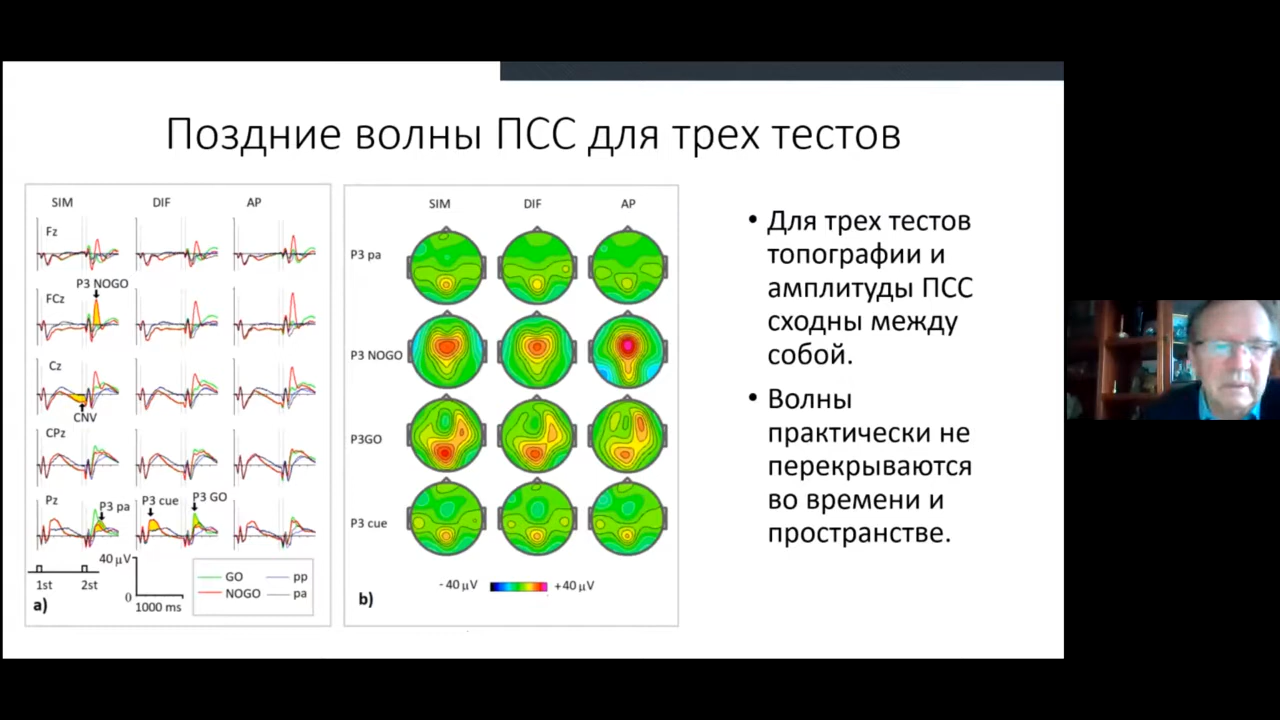 Поздние волны ПСС для трех тестов
SIM DIF AP
Fz
P3 NOGO
FCz
Cz
CNV
CPz
Pz
P3 pa
P3 cue
P3 GO
40 µV
0
1000 ms
1st 2st
GO pp
NOGO pa
a)
SIM DIF AP
P3 pa
P3 NOGO
P3GO
P3 cue
- 40 µV +40 µV
b)
• Для трех тестов
топографии и
амплитуды ПСС
сходны между
собой.
• Волны
практически не
перекрываются
во времени и
пространстве.